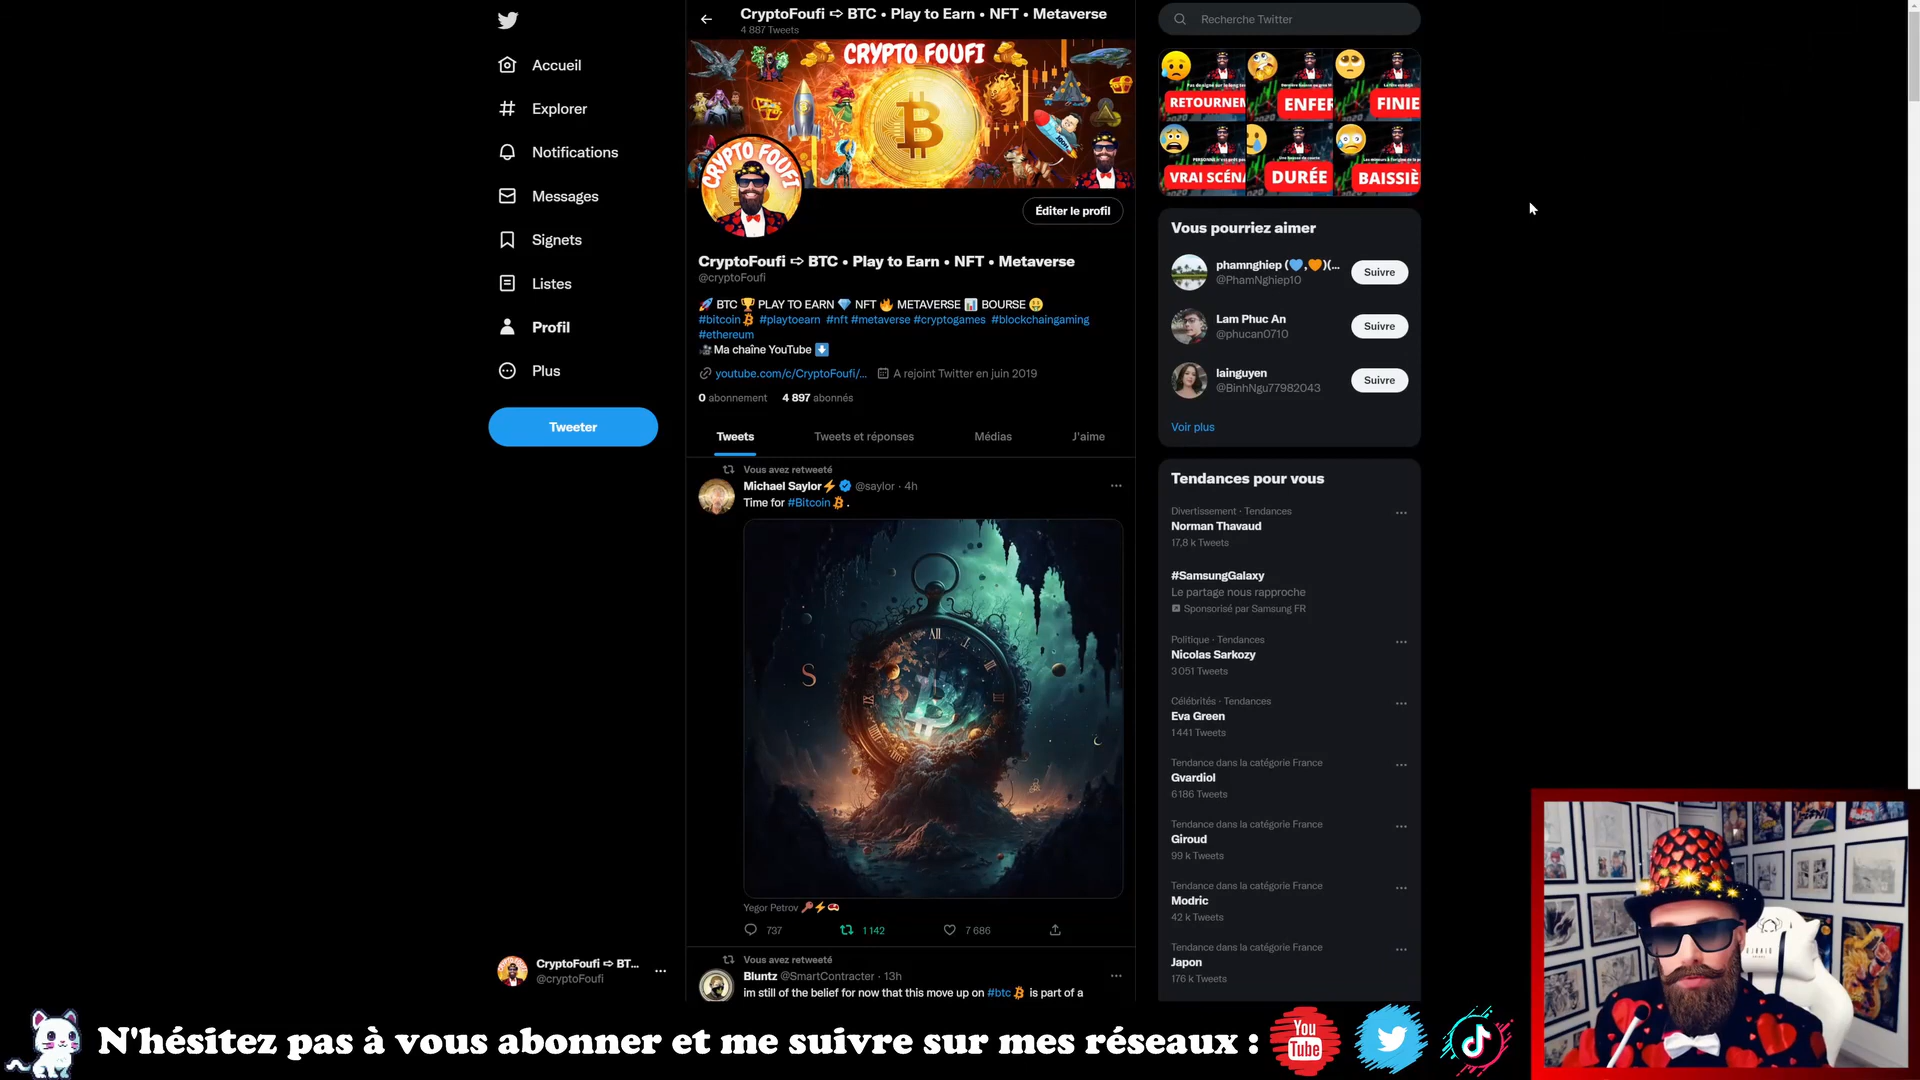 Accueil
Explorer
Notifications
Messages
Signets
Listes
Profil
Plus
Tweeter
CryptoFoufi ➪ BT...
@cryptoFoufi
CryptoFoufi ➪ BTC • Play to Earn • NFT • Metaverse
4 887 Tweets
CRYPTO FOUFI
CRYPTO FOUFI
Éditer le profil
CryptoFoufi ➪ BTC • Play to Earn • NFT • Metaverse
@cryptoFoufi
🚀 BTC 🏆 PLAY TO EARN 💎 NFT 🔥 METAVERSE 📊 BOURSE 🤑
#bitcoin #playtoearn #nft #metaverse #cryptogames #blockchaingaming
#ethereum
🎥Ma chaîne YouTube ⬇️
youtube.com/c/CryptoFoufi/... A rejoint Twitter en juin 2019
0 abonnement 4 897 abonnés
Tweets Tweets et réponses Médias J'aime
Vous avez retweeté
Michael Saylor⚡ @saylor · 4h
Time for #Bitcoin .
Yegor Petrov
737 1 142 7 686
Vous avez retweeté
Bluntz @SmartContracter · 13h
im still of the belief for now that this move up on #btc is part of a
Recherche Twitter
RETOURNEM
ENFER
FINIE
VRAI SCÉNA
DURÉE
BAISSIÈ
Vous pourriez aimer
phamnghiep (💙,🧡)(...
@PhamNghiep10
Suivre
Lam Phuc An
@phucan0710
Suivre
lainguyen
@BinhNgu77982043
Suivre
Voir plus
Tendances pour vous
Divertissement · Tendances
Norman Thavaud
17,8 k Tweets
#SamsungGalaxy
Le partage nous rapproche
Sponsorisé par Samsung FR
Politique · Tendances
Nicolas Sarkozy
3 051 Tweets
Célébrités · Tendances
Eva Green
1 441 Tweets
Tendance dans la catégorie France
Gvardiol
6 186 Tweets
Tendance dans la catégorie France
Giroud
99 k Tweets
Tendance dans la catégorie France
Modric
42 k Tweets
Tendance dans la catégorie France
Japon
176 k Tweets
N'hésitez pas à vous abonner et me suivre sur mes réseaux :
You
Tube